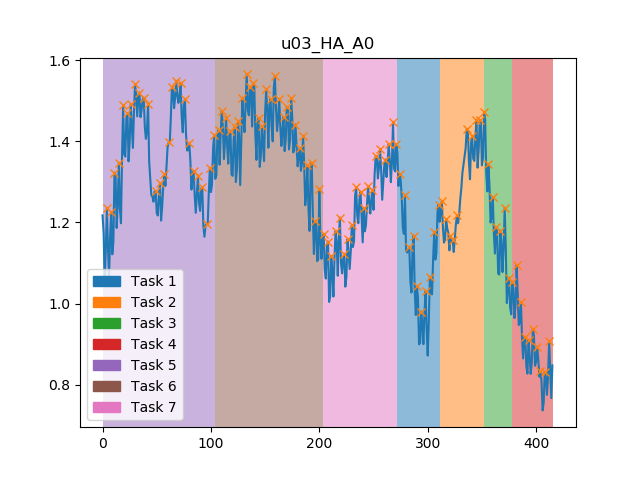 u03_HA_A0
1.6
1.4
1.2
1.0
0.8
Task 1
Task 2
Task 3
Task 4
Task 5
Task 6
Task 7
0 100 200 300 400